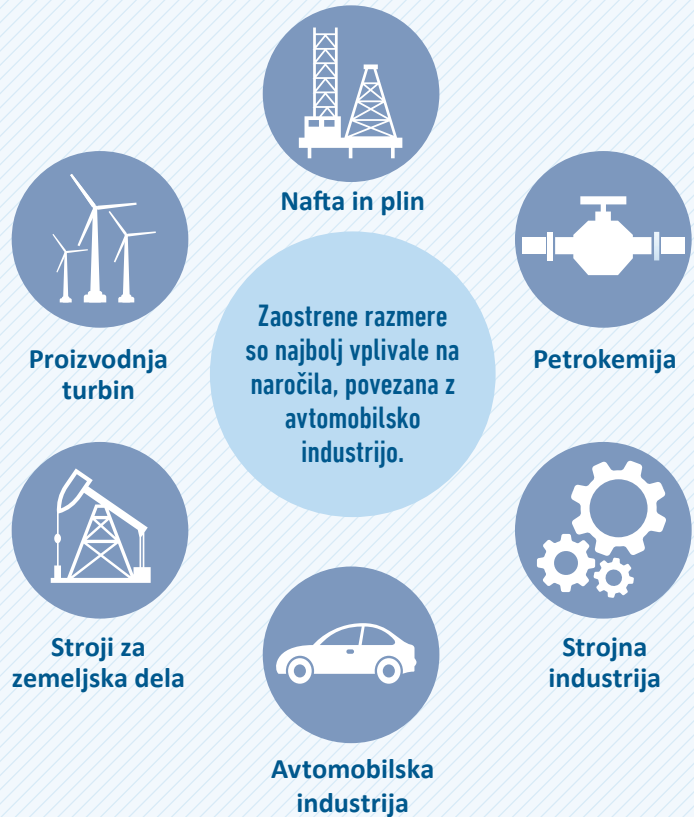 Nafta in plin
Proizvodnja
turbin
Zaostrene razmere
so najbolj vplivale na
naročila, povezana z
avtomobilsko
industrijo.
Petrokemija
Stroji za
zemeljska dela
Strojna
industrija
Avtomobilska
industrija